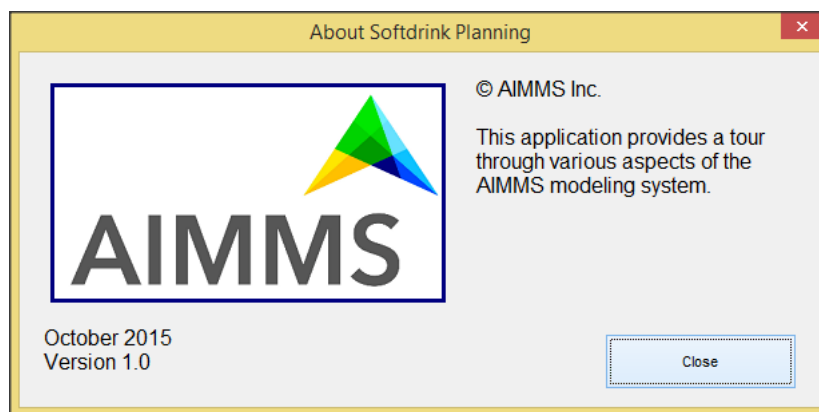 About Softdrink Planning
© AIMMS Inc.
This application provides a tour
through various aspects of the
AIMMS modeling system.
AIMMS
October 2015
Version 1.0
Close